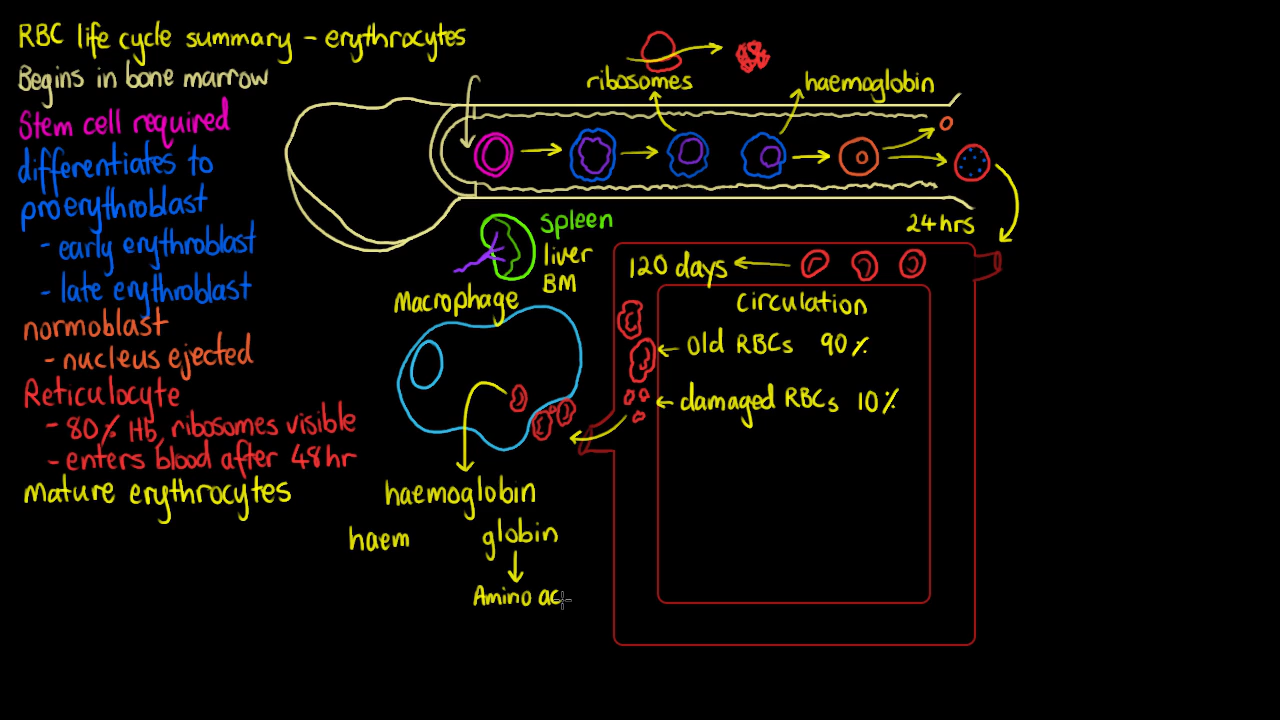 RBC life cycle summary - erythrocytes
Begins in bone marrow
Stem cell required
differentiates to
proerythroblast
- early erythroblast
- late erythroblast
normoblast
- nucleus ejected
Reticulocyte
- 80% Hb, ribosomes visible
- enters blood after 48hr
Mature erythrocytes
ribosomes
haemoglobin
24hrs
spleen
liver
BM
Macrophage
120 days
circulation
Old RBCs 90%
damaged RBCs 10%
haemoglobin
haem globin
Amino ac